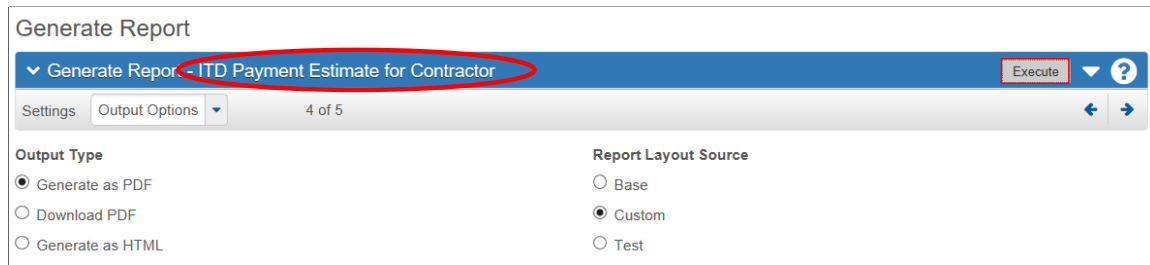 Generate Report
Generate Report - ITD Payment Estimate for Contractor Execute ?
Settings Output Options 4 of 5
Output Type Report Layout Source
Generate as PDF Base
Download PDF Custom
Generate as HTML Test